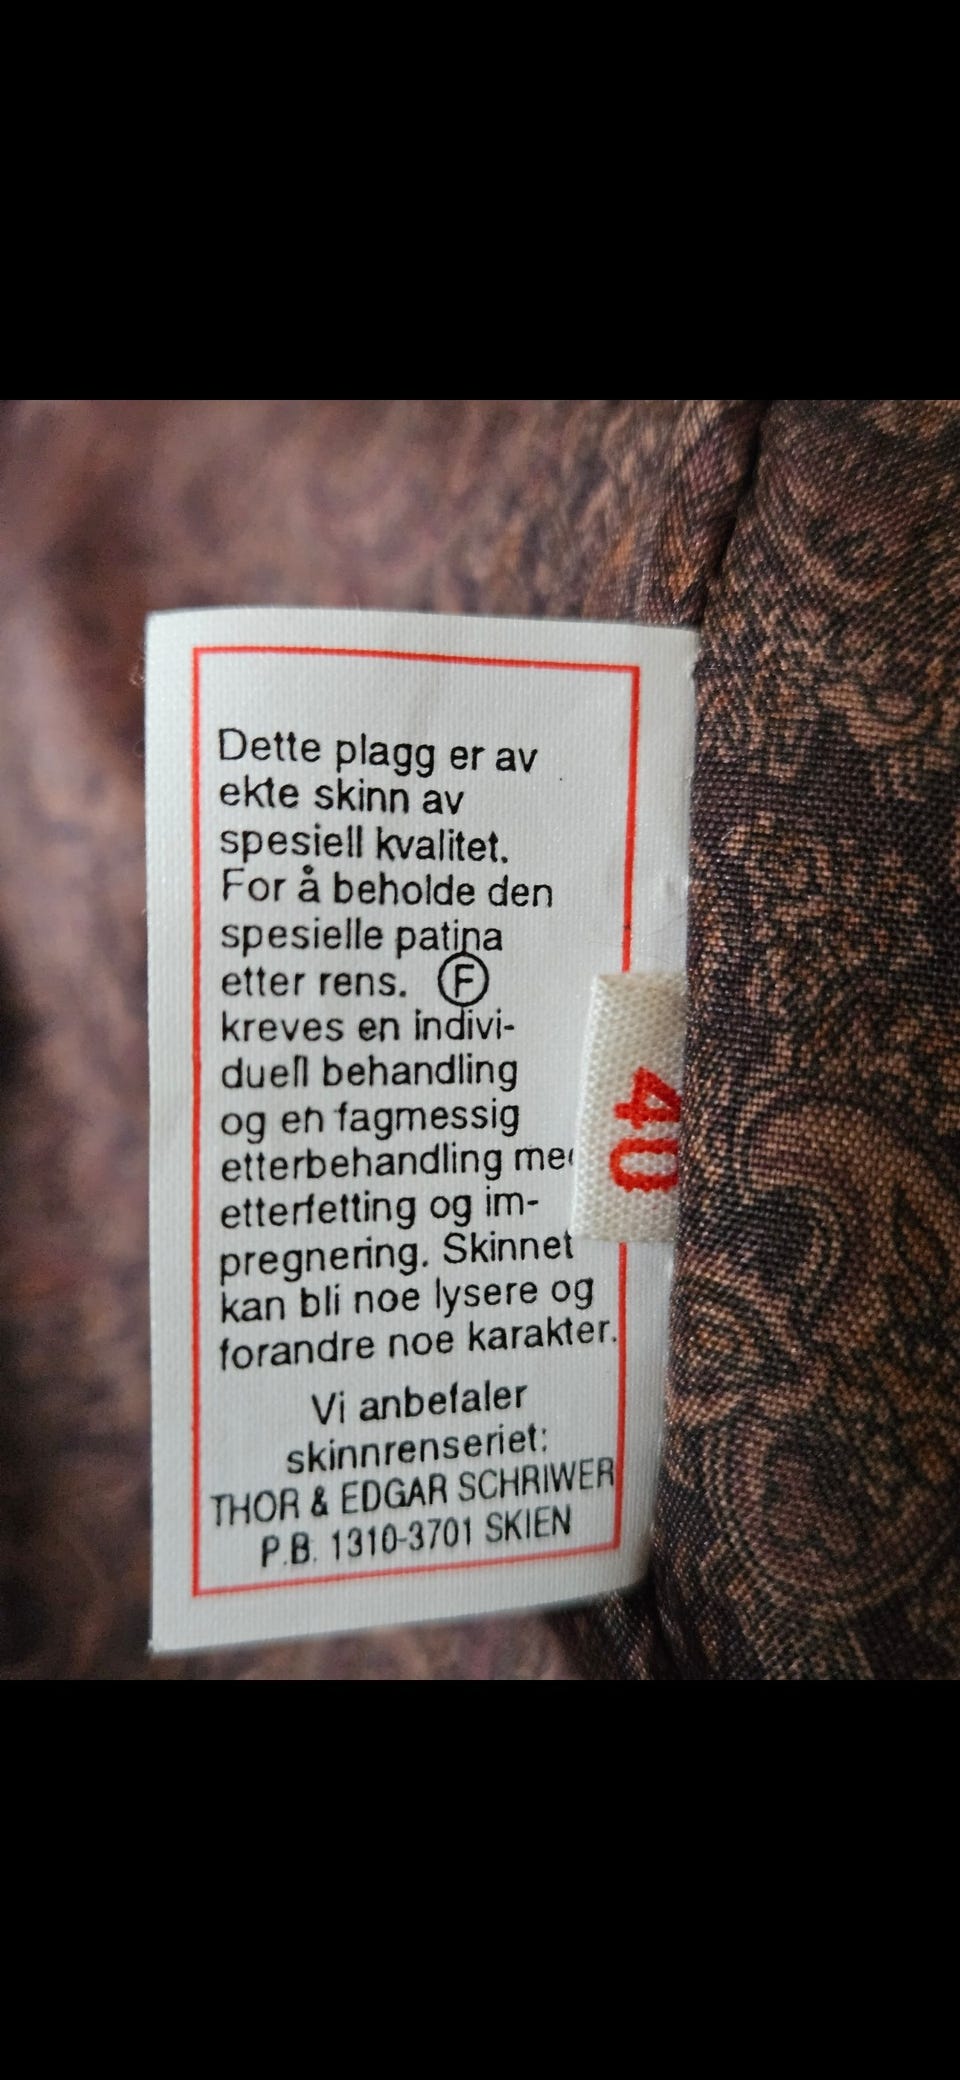 Dette plagg er av
ekte skinn av
spesiell kvalitet.
For å beholde den
spesielle patina
etter rens. Ⓕ
kreves en indivi-
duell behandling
og en fagmessig
etterbehandling med
etterfetting og im-
pregnering. Skinnet
kan bli noe lysere og
forandre noe karakter.
Vi anbefaler
skinnrenseriet:
THOR & EDGAR SCHRIWER
P.B. 1310-3701 SKIEN
40